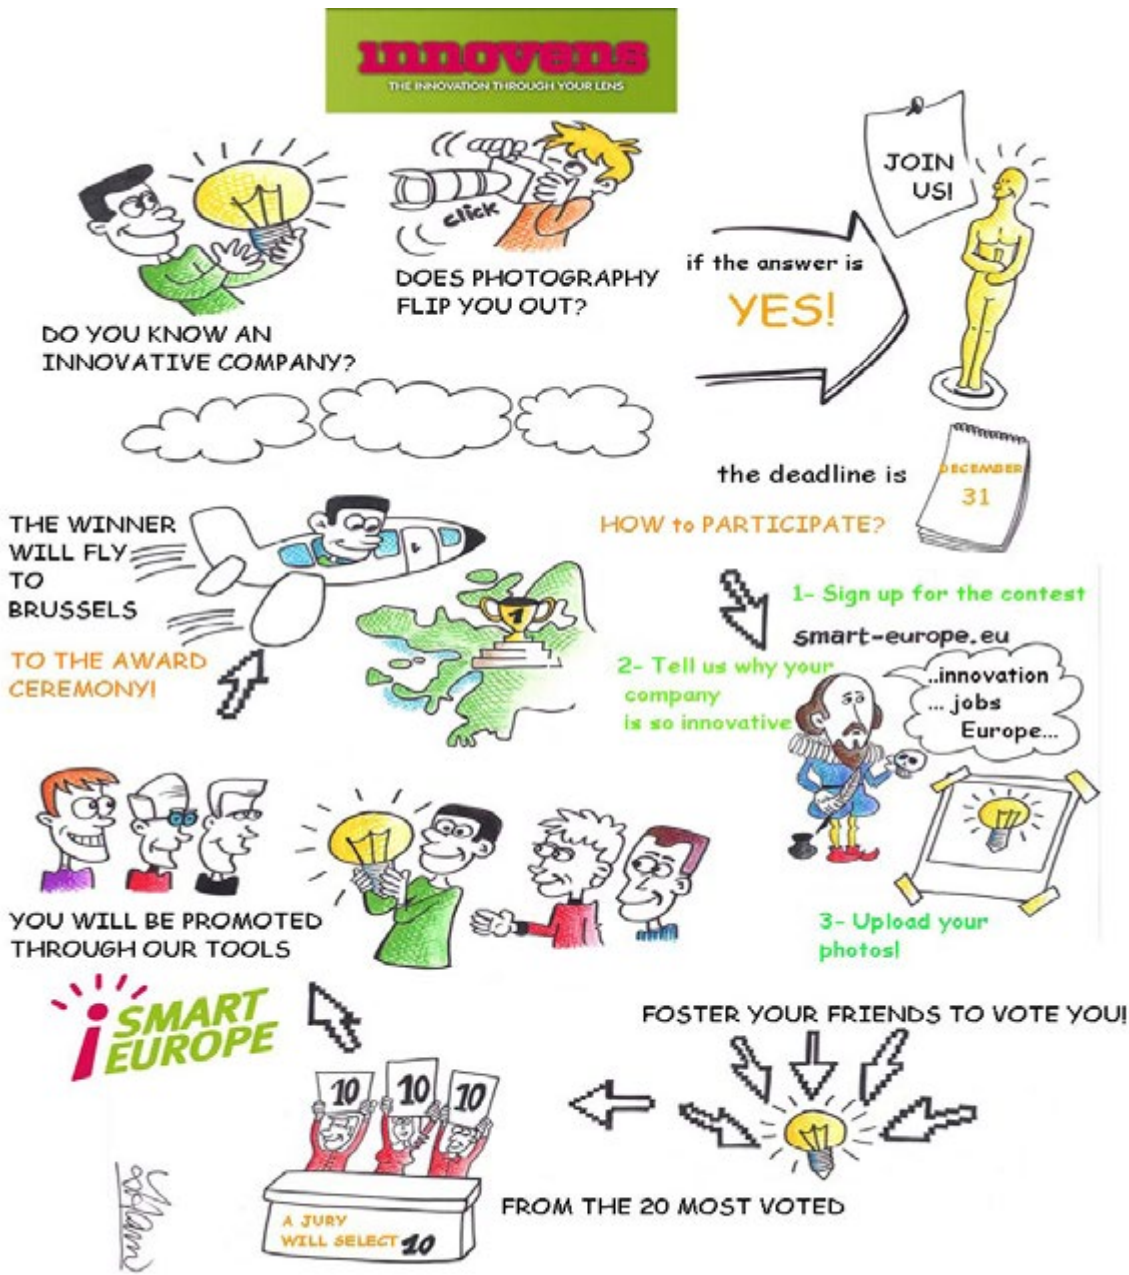 innovens
THE INNOVATION THROUGH YOUR LENS
click
DO YOU KNOW AN
INNOVATIVE COMPANY?
DOES PHOTOGRAPHY
FLIP YOU OUT?
if the answer is
YES!
JOIN
US!
the deadline is
DECEMBER
31
HOW to PARTICIPATE?
1- Sign up for the contest
smart-europe.eu
2- Tell us why your
company
is so innovative
..innovation
... jobs
Europe...
3- Upload your
photos!
FOSTER YOUR FRIENDS TO VOTE YOU!
FROM THE 20 MOST VOTED
10
10
10
A JURY
WILL SELECT 10
YOU WILL BE PROMOTED
THROUGH OUR TOOLS
SMART
EUROPE
THE WINNER
WILL FLY
TO
BRUSSELS
TO THE AWARD
CEREMONY!
1